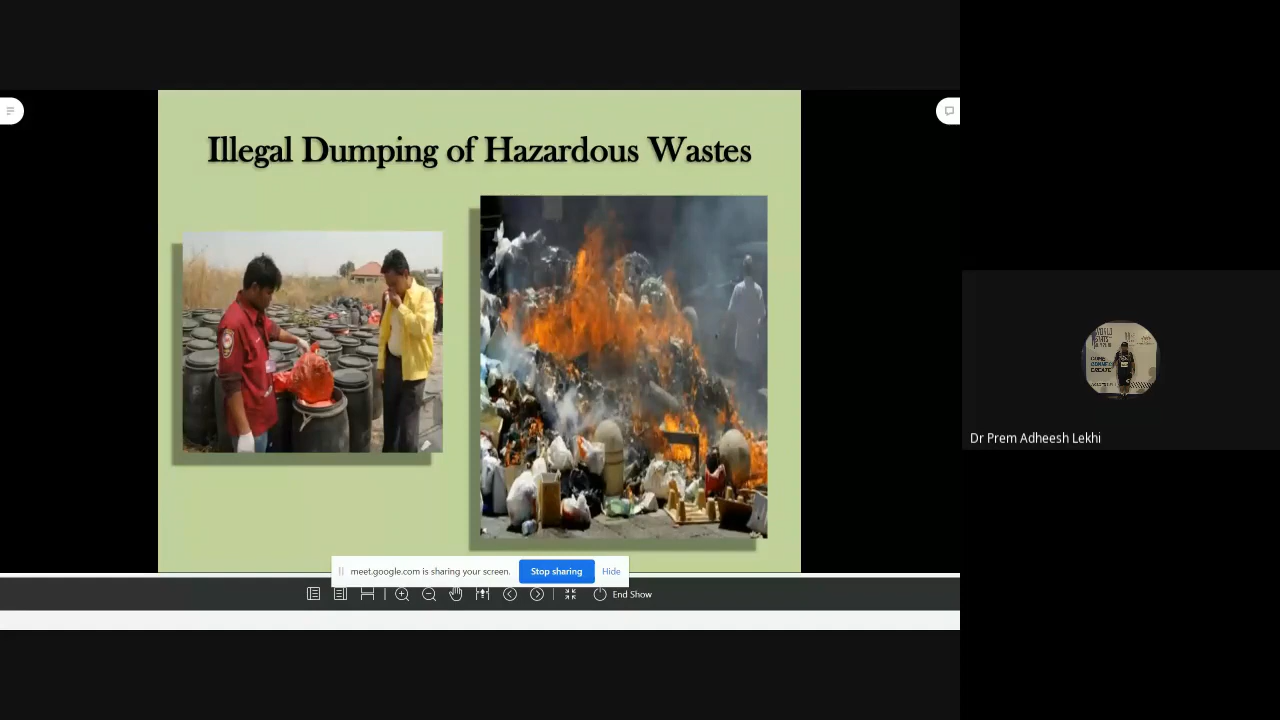 Illegal Dumping of Hazardous Wastes
meet.google.com is sharing your screen.
Stop sharing
Hide
End Show
Dr Prem Adheesh Lekhi